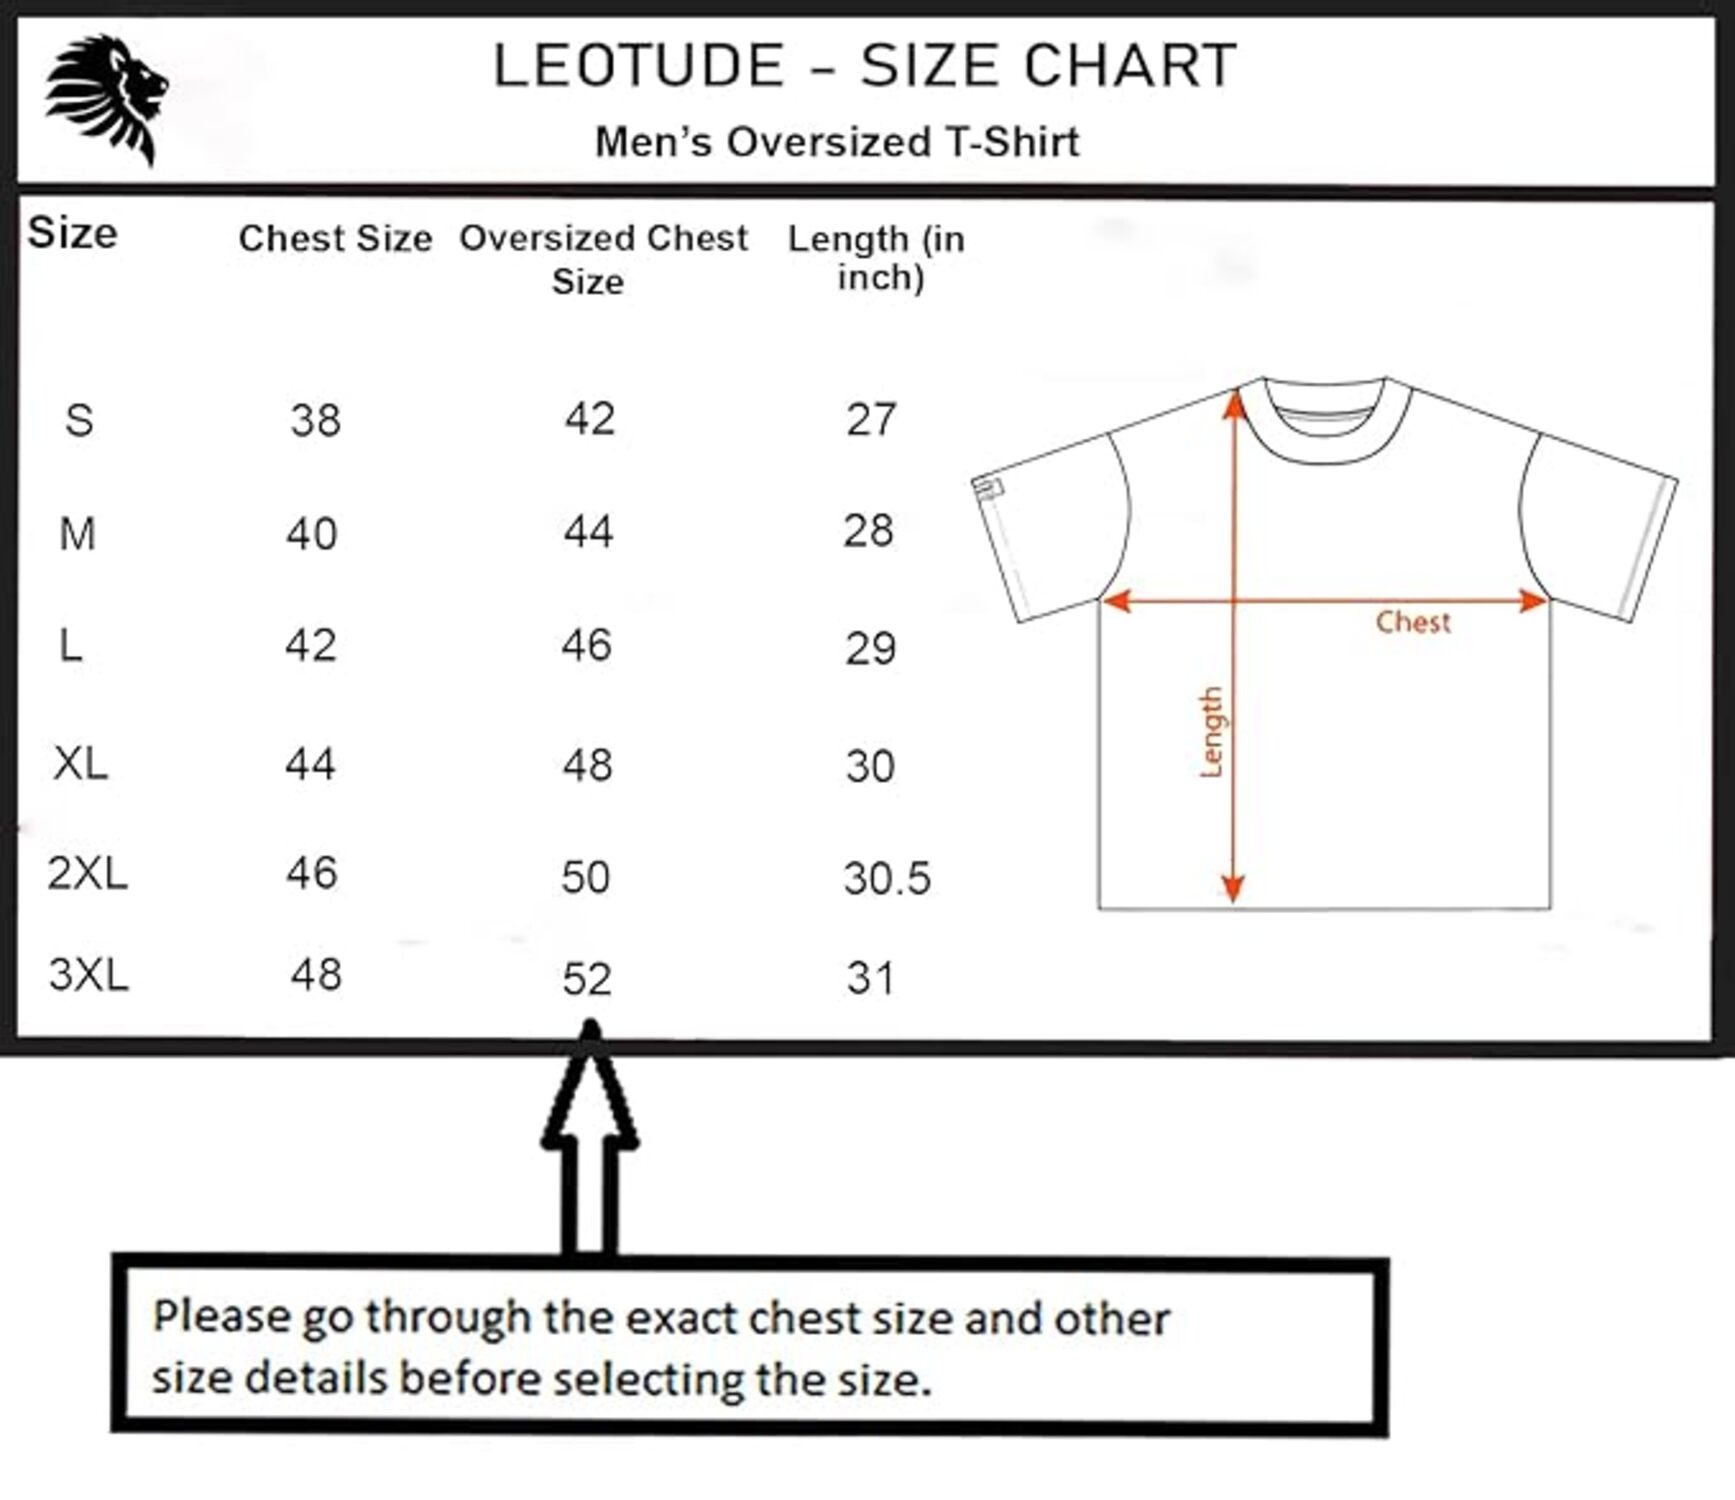 LEOTUDE - SIZE CHART
Men's Oversized T-Shirt
Size Chest Size Oversized Chest Size Length (in inch)
S 38 42 27
M 40 44 28
L 42 46 29
XL 44 48 30
2XL 46 50 30.5
3XL 48 52 31
Chest
Length
Please go through the exact chest size and other
size details before selecting the size.